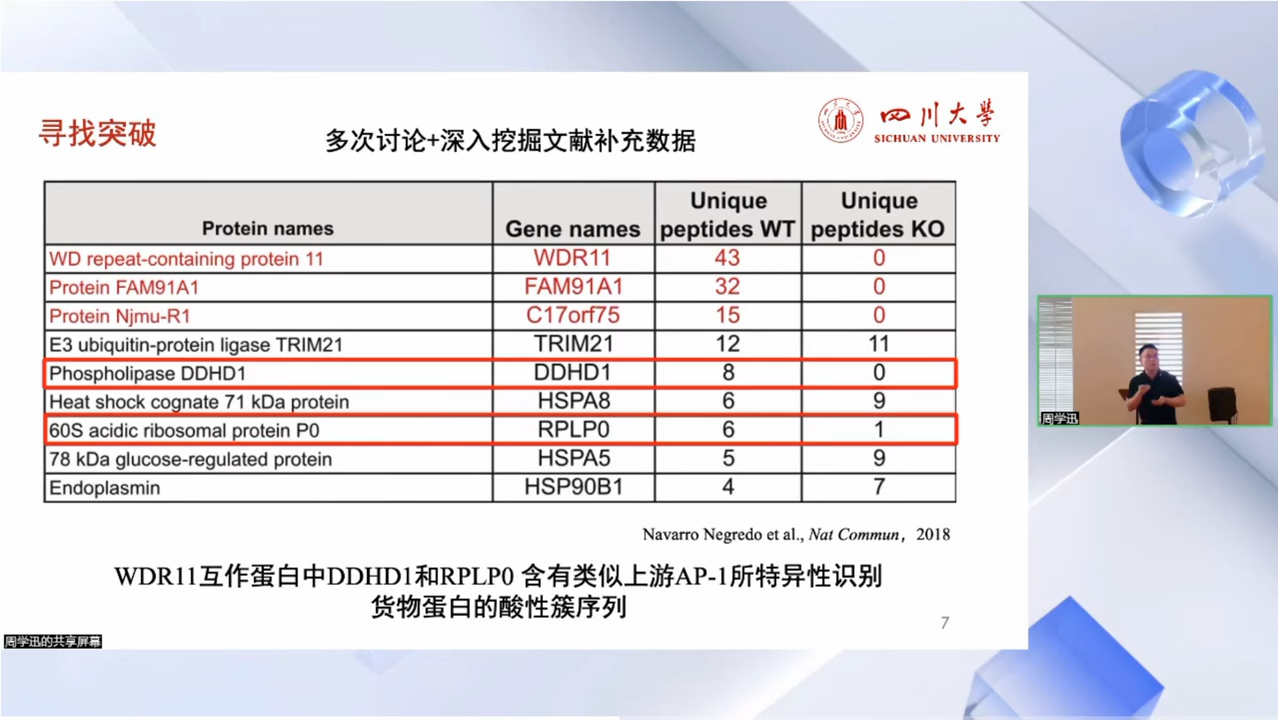 寻找突破
多次讨论+深入挖掘文献补充数据
四川大学
SICHUAN UNIVERSITY
Protein names Gene names Unique peptides WT Unique peptides KO
WD repeat-containing protein 11 WDR11 43 0
Protein FAM91A1 FAM91A1 32 0
Protein Njmu-R1 C17orf75 15 0
E3 ubiquitin-protein ligase TRIM21 TRIM21 12 11
Phospholipase DDHD1 DDHD1 8 0
Heat shock cognate 71 kDa protein HSPA8 6 9
60S acidic ribosomal protein P0 RPLP0 6 1
78 kDa glucose-regulated protein HSPA5 5 9
Endoplasmin HSP90B1 4 7
Navarro Negredo et al., Nat Commun，2018
WDR11互作蛋白中DDHD1和RPLP0 含有类似上游AP-1所特异性识别
货物蛋白的酸性簇序列
7
周学迅
周学迅的共享屏幕